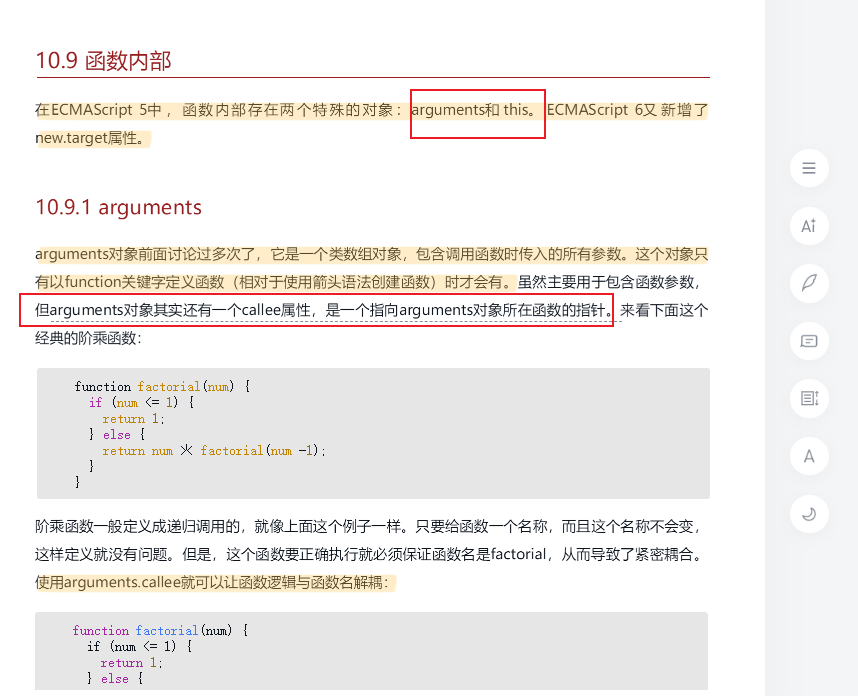 10.9 函数内部
在ECMAScript 5中，函数内部存在两个特殊的对象：arguments和 this。ECMAScript 6又新增了
new.target属性。
10.9.1 arguments
arguments对象前面讨论过多次了，它是一个类数组对象，包含调用函数时传入的所有参数。这个对象只
有以function关键字定义函数（相对于使用箭头语法创建函数）时才会有。虽然主要用于包含函数参数，
但arguments对象其实还有一个callee属性，是一个指向arguments对象所在函数的指针。来看下面这个
经典的阶乘函数：
function factorial(num) {
if (num <= 1) {
return 1;
} else {
return num * factorial(num -1);
}
}
阶乘函数一般定义成递归调用的，就像上面这个例子一样。只要给函数一个名称，而且这个名称不会变，
这样定义就没有问题。但是，这个函数要正确执行就必须保证函数名是factorial，从而导致了紧密耦合。
使用arguments.callee就可以让函数逻辑与函数名解耦：
function factorial(num) {
if (num <= 1) {
return 1;
} else {
AI
A